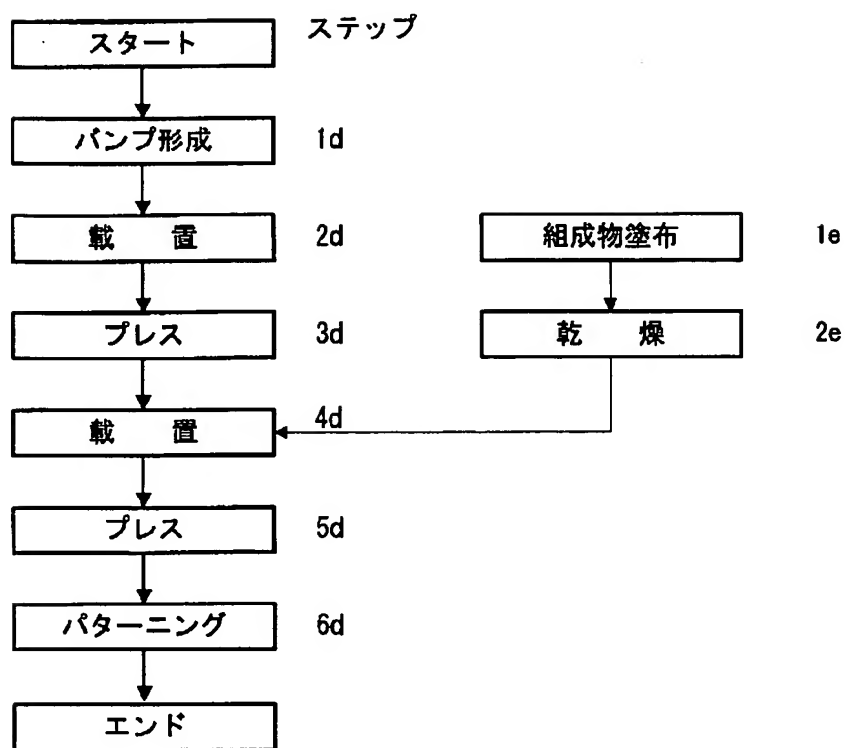 スタート ステップ
バンプ形成 1d
載 置 2d 組成物塗布 1e
プレス 3d 乾 燥 2e
載 置 4d
プレス 5d
パターニング 6d
エンド